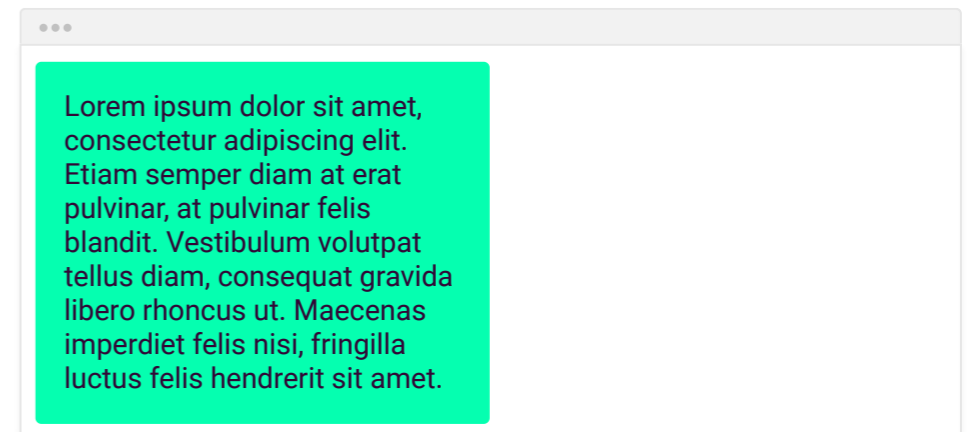 Lorem ipsum dolor sit amet,
consectetur adipiscing elit.
Etiam semper diam at erat
pulvinar, at pulvinar felis
blandit. Vestibulum volutpat
tellus diam, consequat gravida
libero rhoncus ut. Maecenas
imperdiet felis nisi, fringilla
luctus felis hendrerit sit amet.